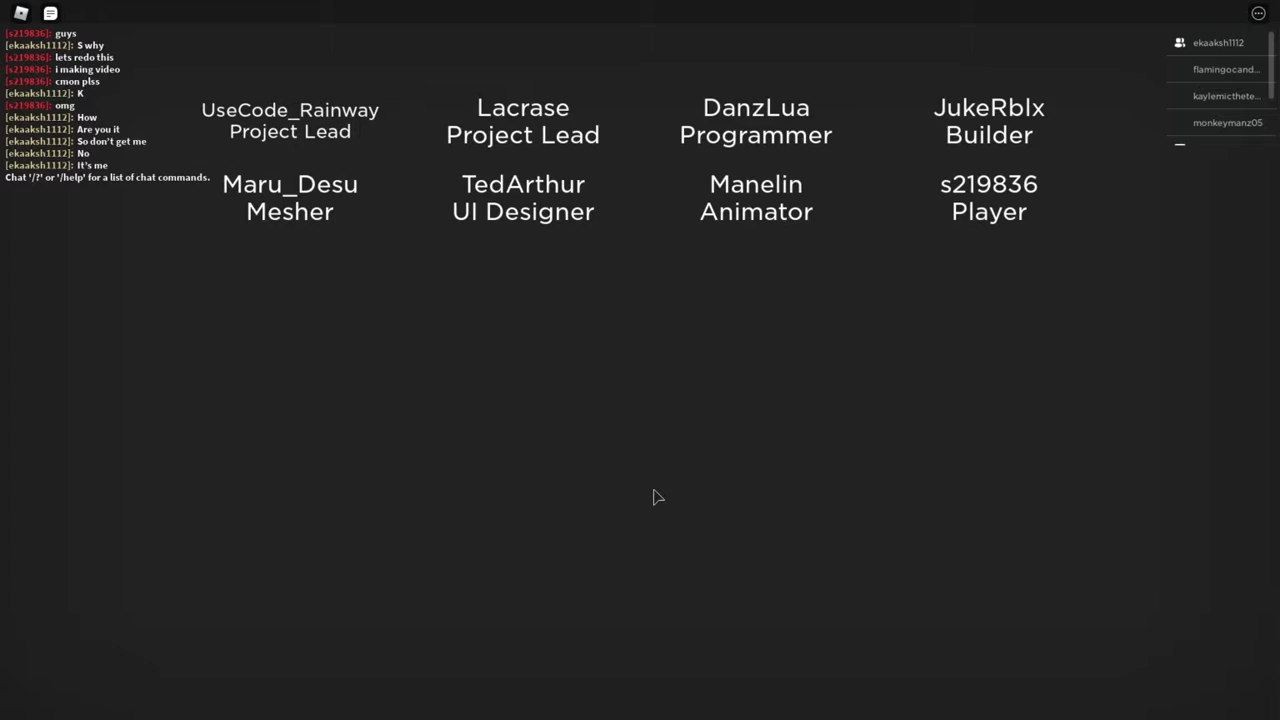 [s219836]: guys
[ekaaksh1112]: S why
[s219836]: lets redo this
[s219836]: i making video
[s219836]: cmon plss
[ekaaksh1112]: K
[s219836]: omg
[ekaaksh1112]: How
[ekaaksh1112]: Are you it
[ekaaksh1112]: So don't get me
[ekaaksh1112]: No
[ekaaksh1112]: It's me
Chat '/?' or '/help' for a list of chat commands.
UseCode_Rainway
Project Lead
Lacrase
Project Lead
DanzLua
Programmer
JukeRblx
Builder
Maru_Desu
Mesher
TedArthur
UI Designer
Manelin
Animator
s219836
Player
ekaaksh1112
flamingocand...
kaylemicthete...
monkeymanz05